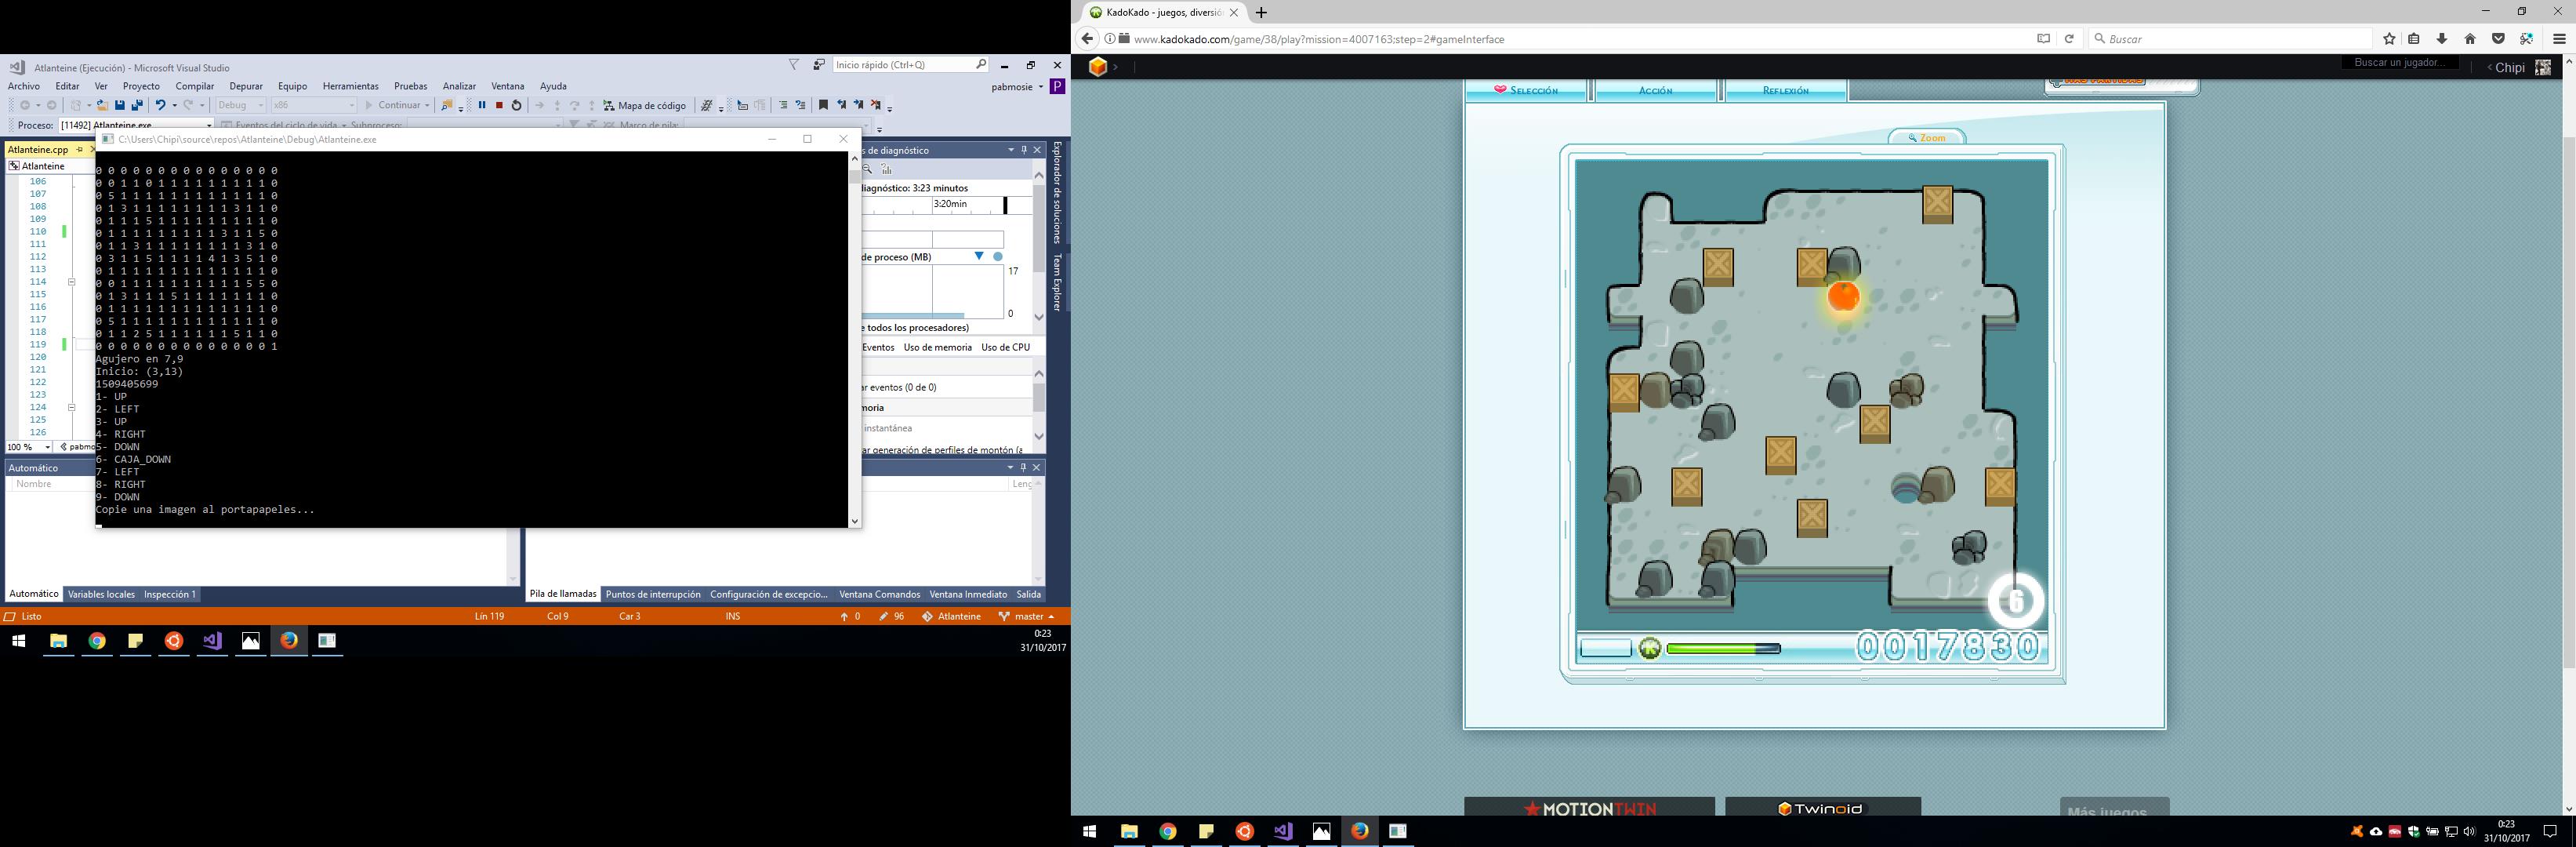 Atlanteine (Ejecución) - Microsoft Visual Studio
Inicio rápido (Ctrl+Q)
Archivo Editar Ver Proyecto Compilar Depurar Equipo Herramientas Pruebas Analizar Ventana Ayuda
pabmosie P
Debug x86 Continuar Mapa de código
Proceso: [11492] Atlanteine.exe Eventos del ciclo de vida Subproceso: Marco de pila:
C:\Users\Chipi\source\repos\Atlanteine\Debug\Atlanteine.exe
Atlanteine.cpp
Atlanteine
106
107
108
109
110
111
112
113
114
115
116
117
118
119
120
121
122
123
124
125
126
100 % pabmo
0 0 0 0 0 0 0 0 0 0 0 0 0 0 0
0 0 1 1 0 1 1 1 1 1 1 1 1 1 0
0 5 1 1 1 1 1 1 1 1 1 1 1 1 0
0 1 3 1 1 1 1 1 1 1 1 3 1 1 0
0 1 1 1 5 1 1 1 1 1 1 1 1 1 0
0 1 1 1 1 1 1 1 1 1 3 1 1 5 0
0 1 1 3 1 1 1 1 1 1 1 1 3 1 0
0 3 1 1 5 1 1 1 1 4 1 3 5 1 0
0 1 1 1 1 1 1 1 1 1 1 1 1 1 0
0 0 1 1 1 1 1 1 1 1 1 1 5 5 0
0 1 3 1 1 1 5 1 1 1 1 1 1 1 0
0 1 1 1 1 1 1 1 1 1 1 1 1 1 0
0 5 1 1 1 1 1 1 1 1 1 1 1 1 0
0 1 1 2 5 1 1 1 1 1 1 5 1 1 0
0 0 0 0 0 0 0 0 0 0 0 0 0 0 1
Agujero en 7,9
Inicio: (3,13)
1509405699
1- UP
2- LEFT
3- UP
4- RIGHT
5- DOWN
6- CAJA_DOWN
7- LEFT
8- RIGHT
9- DOWN
Copie una imagen al portapapeles...
s de diagnóstico
diagnóstico: 3:23 minutos
3:20min
de proceso (MB)
17
0
e todos los procesadores)
Eventos Uso de memoria Uso de CPU
ar eventos (0 de 0)
moria
instantánea
ar generación de perfiles de montón (a
Explorador de soluciones
Team Explorer
Automático
Nombre
Leng
Automático Variables locales Inspección 1
Pila de llamadas Puntos de interrupción Configuración de excepcio... Ventana Comandos Ventana Inmediato Salida
Listo Lín 119 Col 9 Car 3 INS 0 96 Atlanteine master
0:23
31/10/2017
KadoKado - juegos, diversió
www.kadokado.com/game/38/play?mission=4007163;step=2#gameInterface
Buscar
Buscar un jugador...
Chipi
SELECCIÓN ACCIÓN REFLEXIÓN
Zoom
6
K
0017830
MOTIONTWIN
Twinoid
Más juegos
0:23
31/10/2017